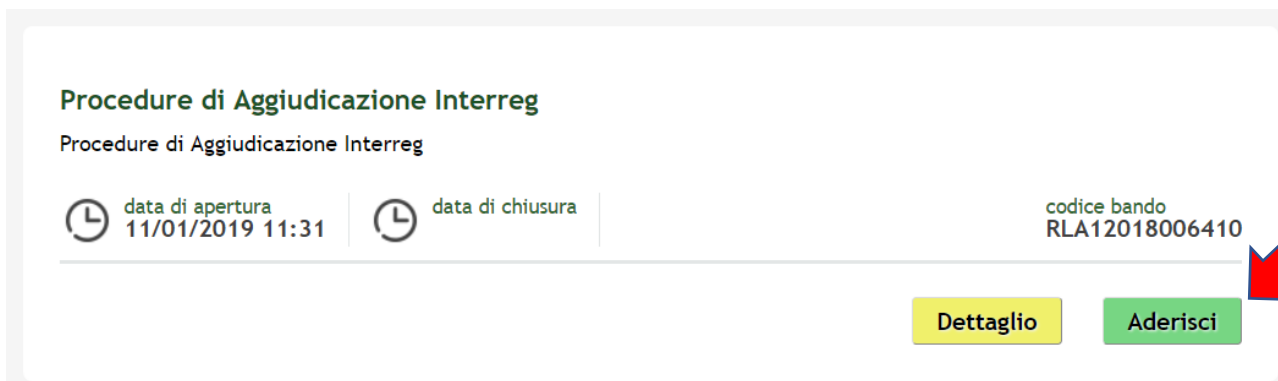 Procedure di Aggiudicazione Interreg
Procedure di Aggiudicazione Interreg
data di apertura
11/01/2019 11:31
data di chiusura
codice bando
RLA12018006410
Dettaglio
Aderisci